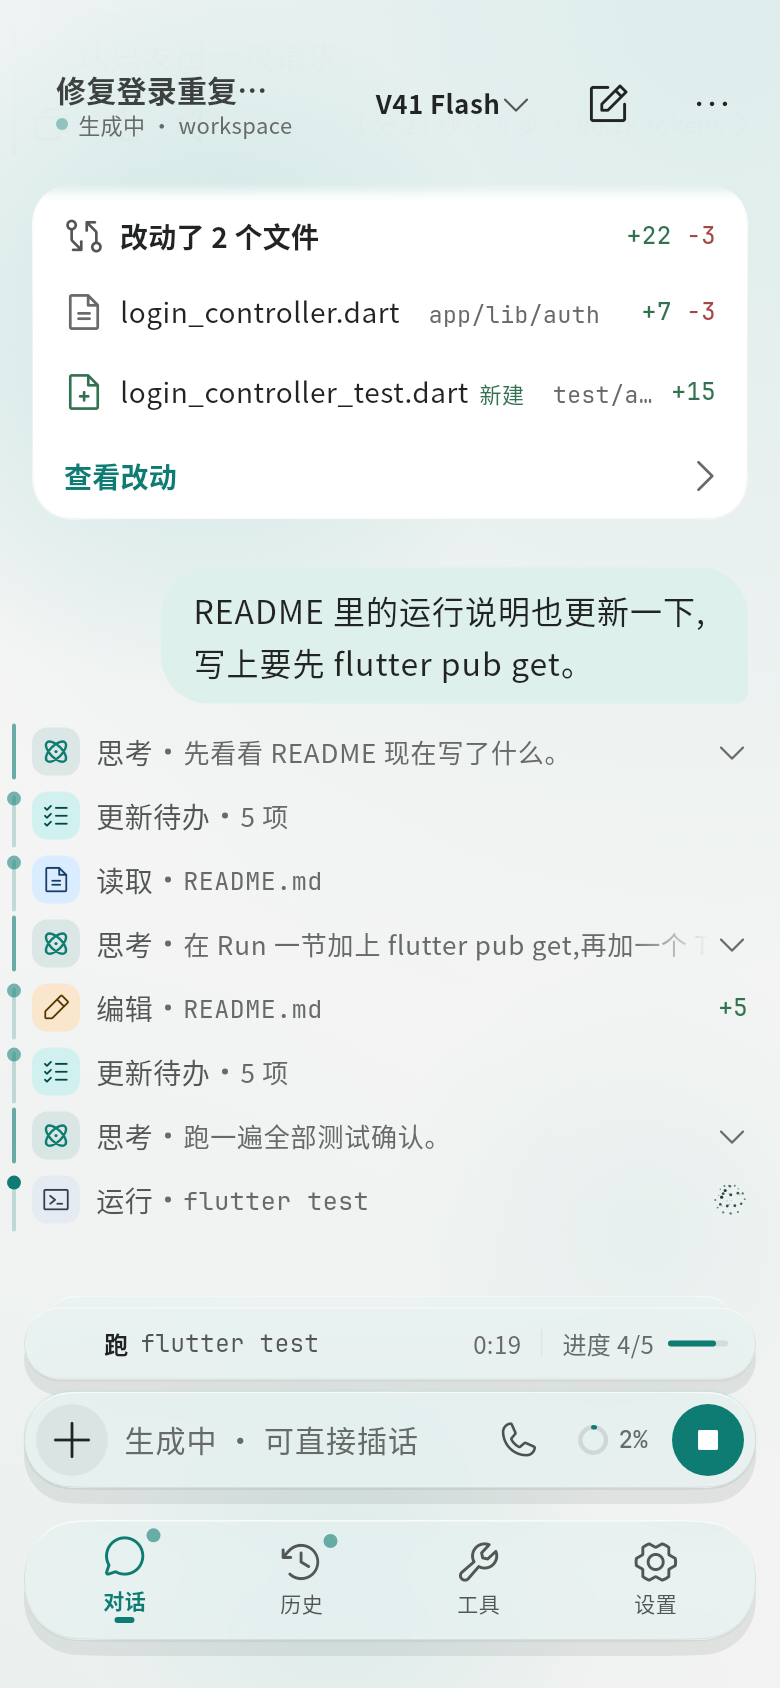 修复登录重复…
V41 Flash
生成中 · workspace
改动了 2 个文件 +22 -3
login_controller.dart app/lib/auth +7 -3
login_controller_test.dart 新建 test/a… +15
查看改动
README 里的运行说明也更新一下,
写上要先 flutter pub get。
思考 · 先看看 README 现在写了什么。
更新待办 · 5 项
读取 · README.md
思考 · 在 Run 一节加上 flutter pub get,再加一个
编辑 · README.md +5
更新待办 · 5 项
思考 · 跑一遍全部测试确认。
运行 · flutter test
跑 flutter test 0:19 进度 4/5
生成中 · 可直接插话 2%
对话 历史 工具 设置